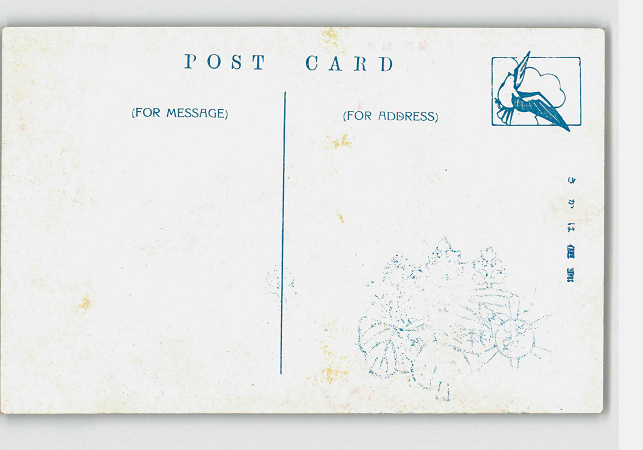 POST CARD
(FOR MESSAGE)
(FOR ADDRESS)